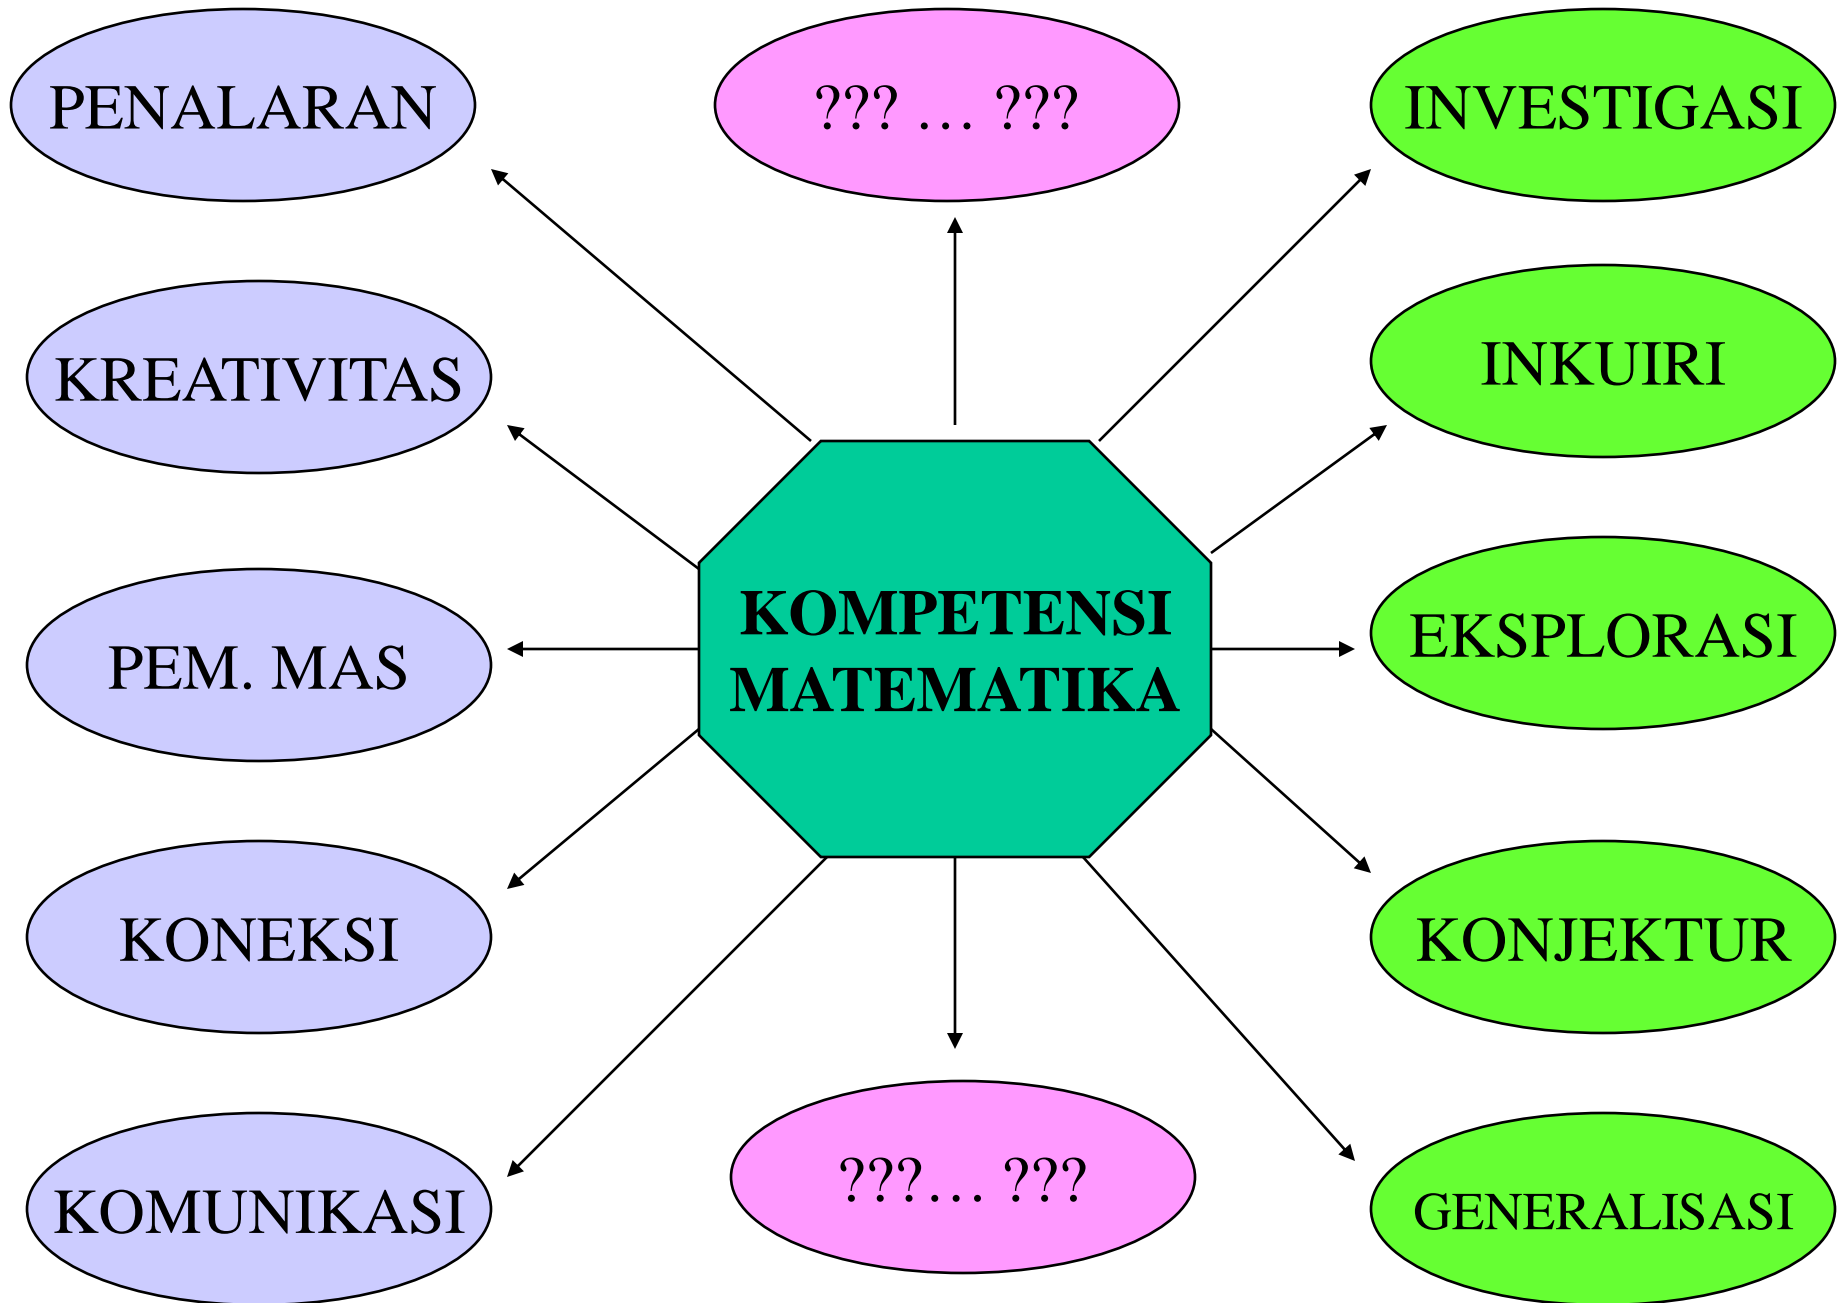 PENALARAN
??? … ???
INVESTIGASI
KREATIVITAS
INKUIRI
PEM. MAS
KOMPETENSI
MATEMATIKA
EKSPLORASI
KONEKSI
KONJEKTUR
KOMUNIKASI
???… ???
GENERALISASI